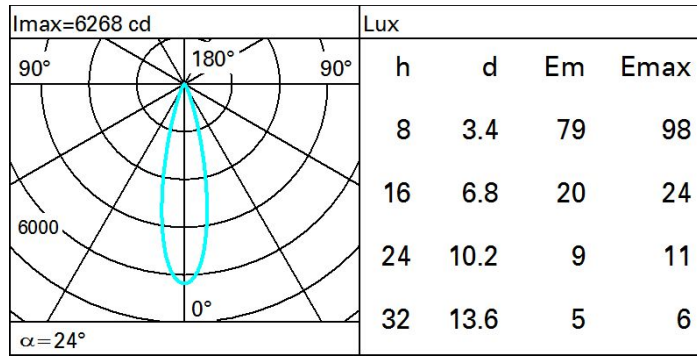 Imax=6268 cd
Lux
90°
180°
90°
6000
0°
α=24°
h d Em Emax
8 3.4 79 98
16 6.8 20 24
24 10.2 9 11
32 13.6 5 6